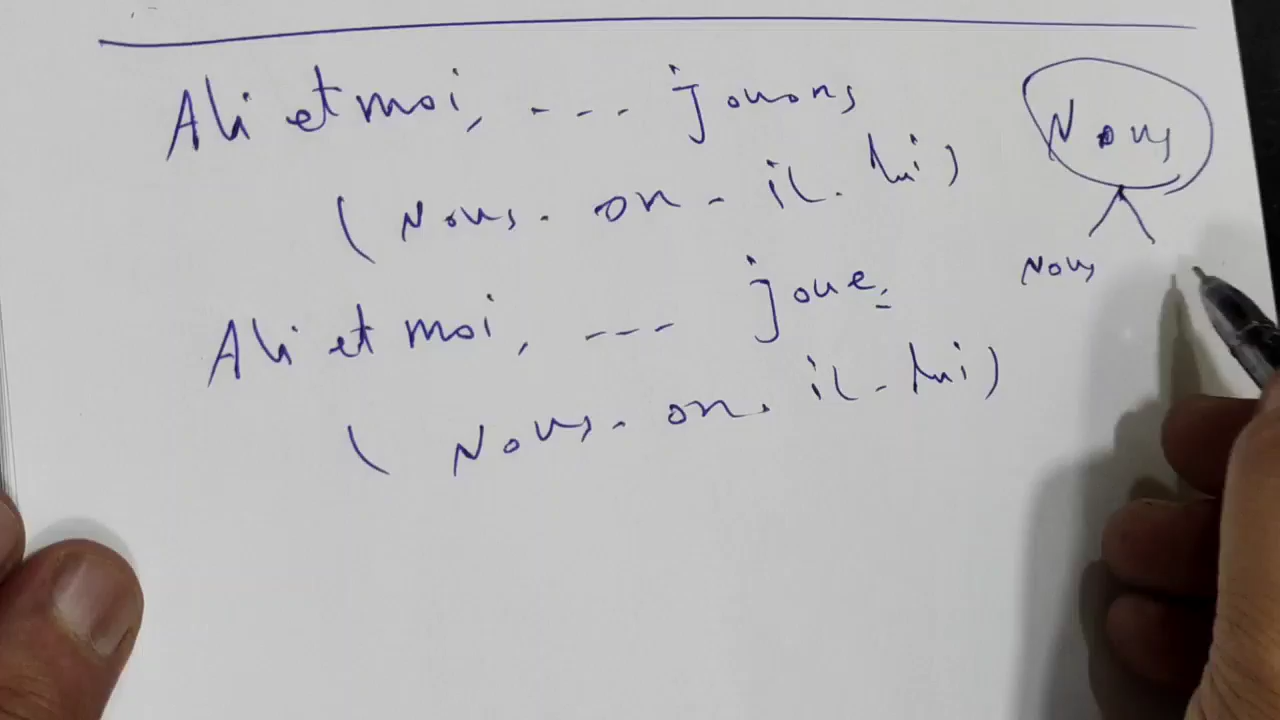 Ali et moi, --- jouons
(Nous - on - il - lui)
Ali et moi, --- joue.
(Nous - on - il - lui)
Nous
Nous